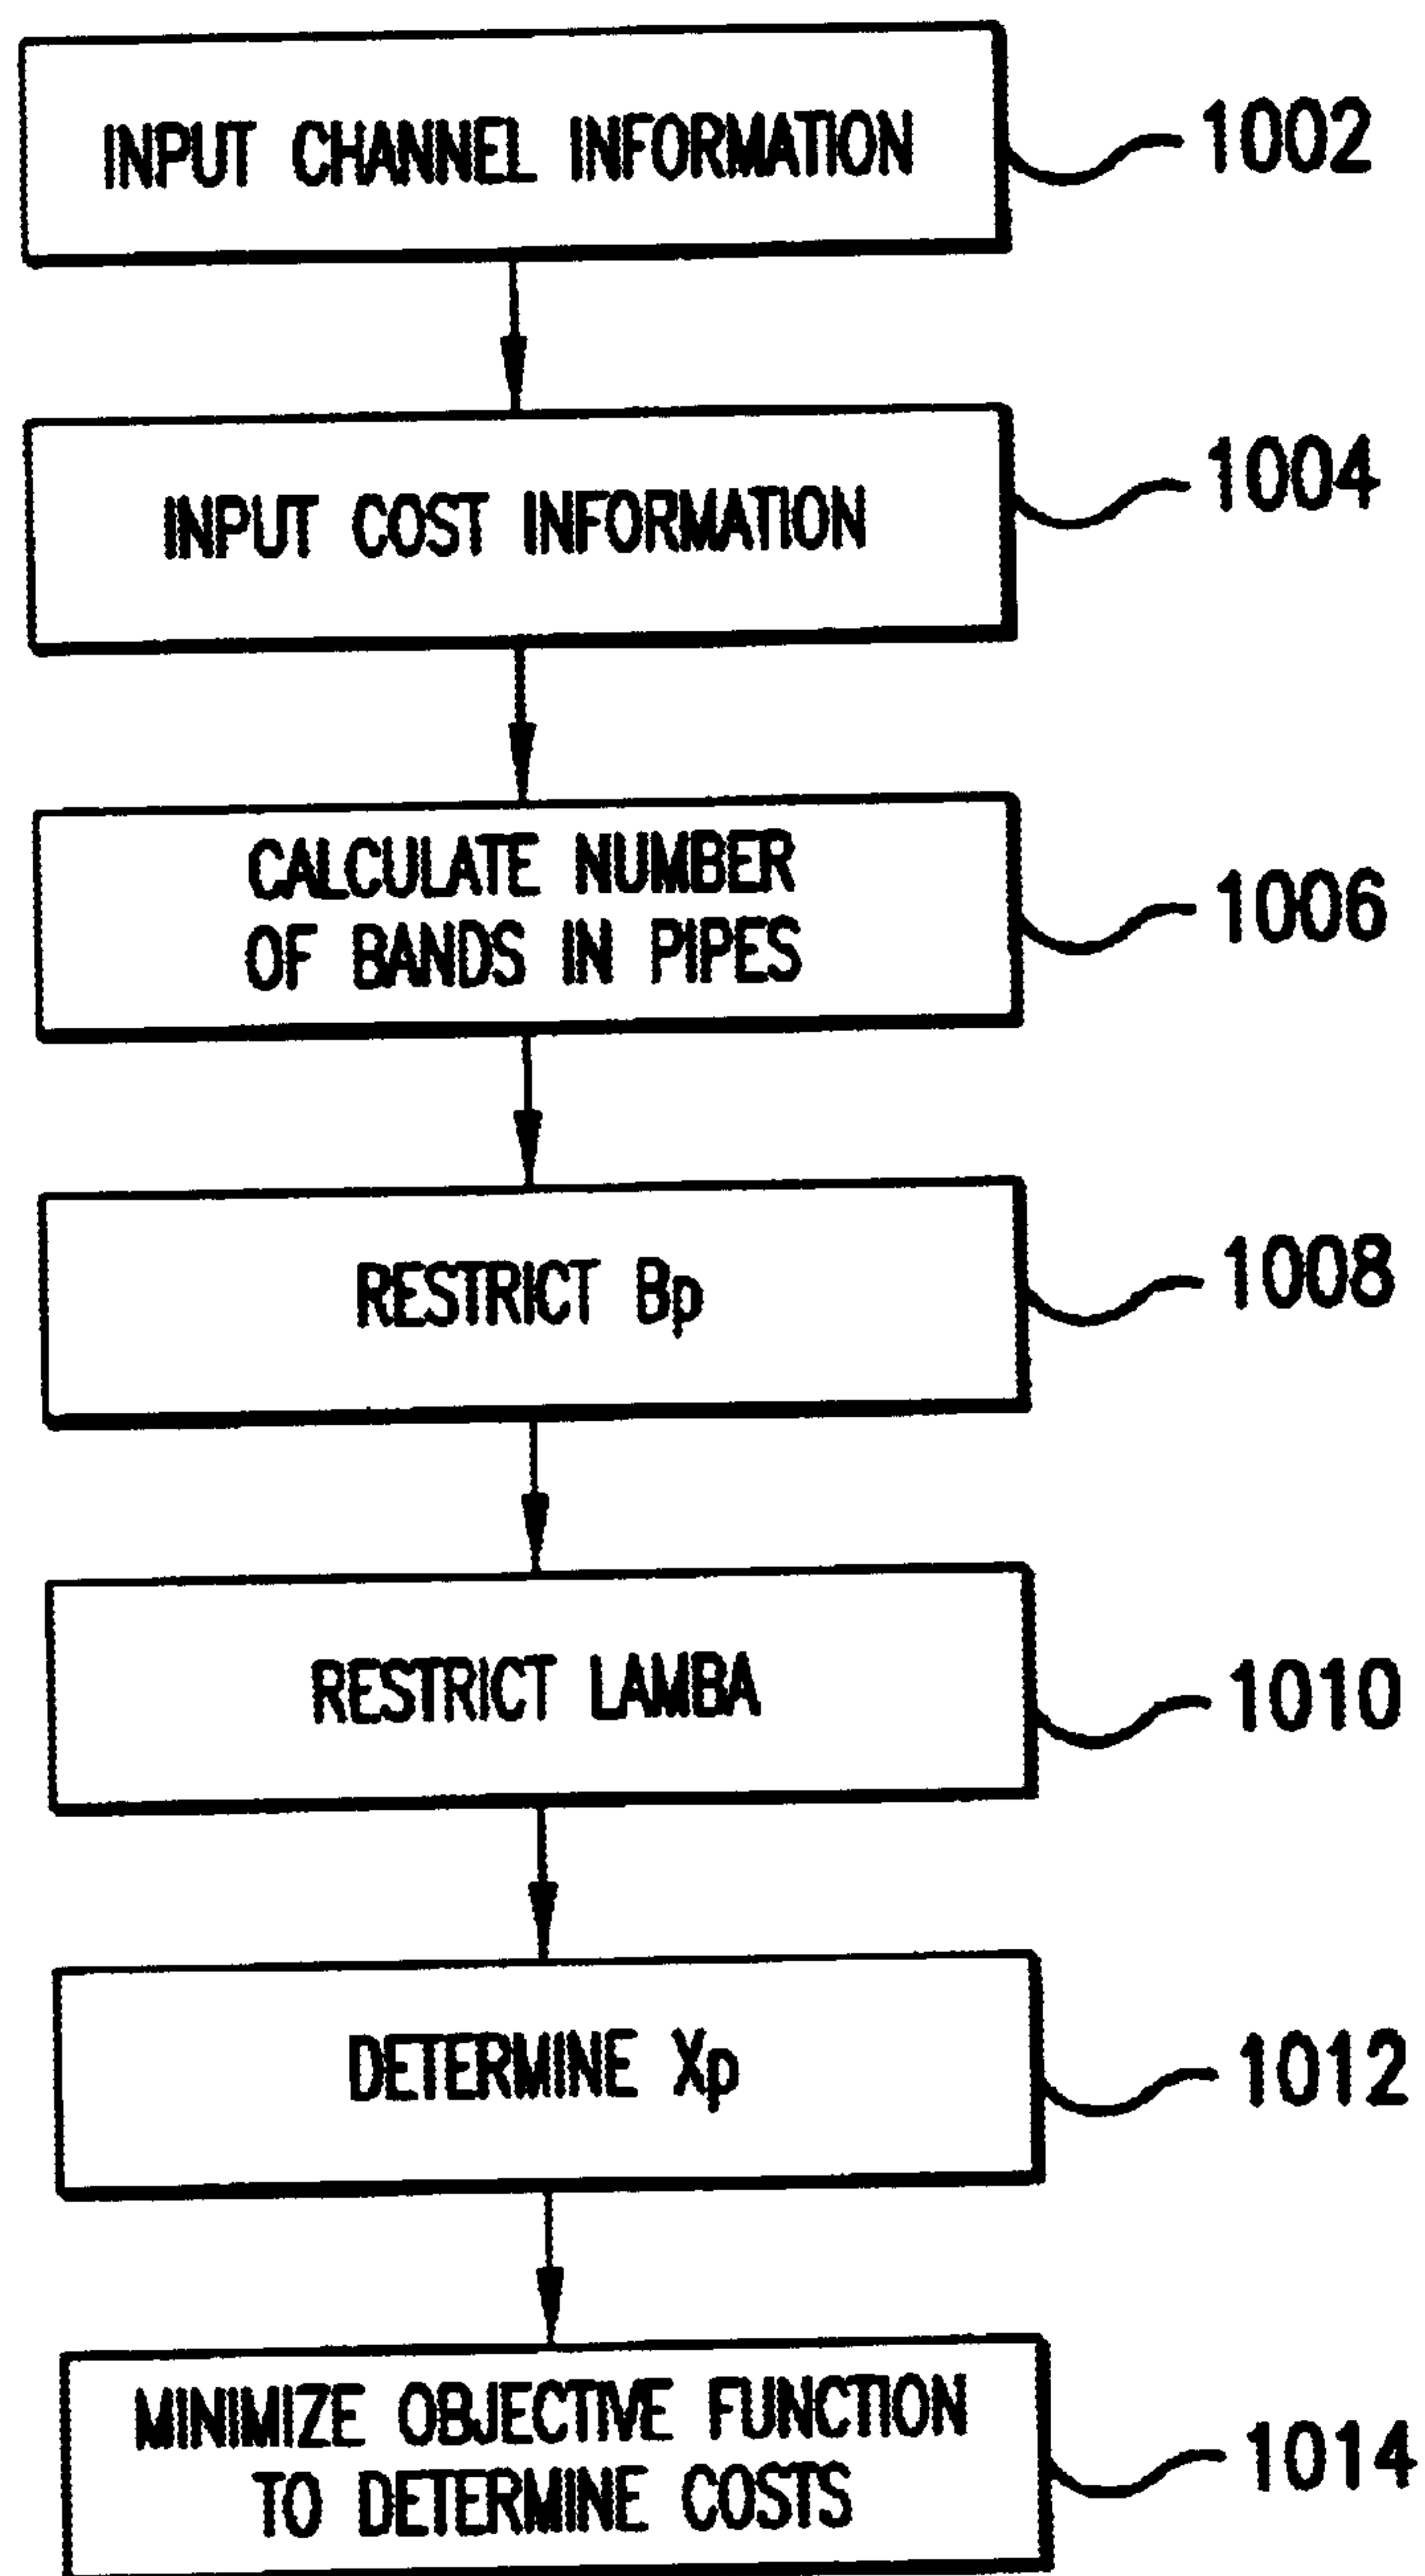 INPUT CHANNEL INFORMATION
1002
INPUT COST INFORMATION
1004
CALCULATE NUMBER
OF BANDS IN PIPES
1006
RESTRICT Bp
1008
RESTRICT LAMBA
1010
DETERMINE Xp
1012
MINIMIZE OBJECTIVE FUNCTION
TO DETERMINE COSTS
1014